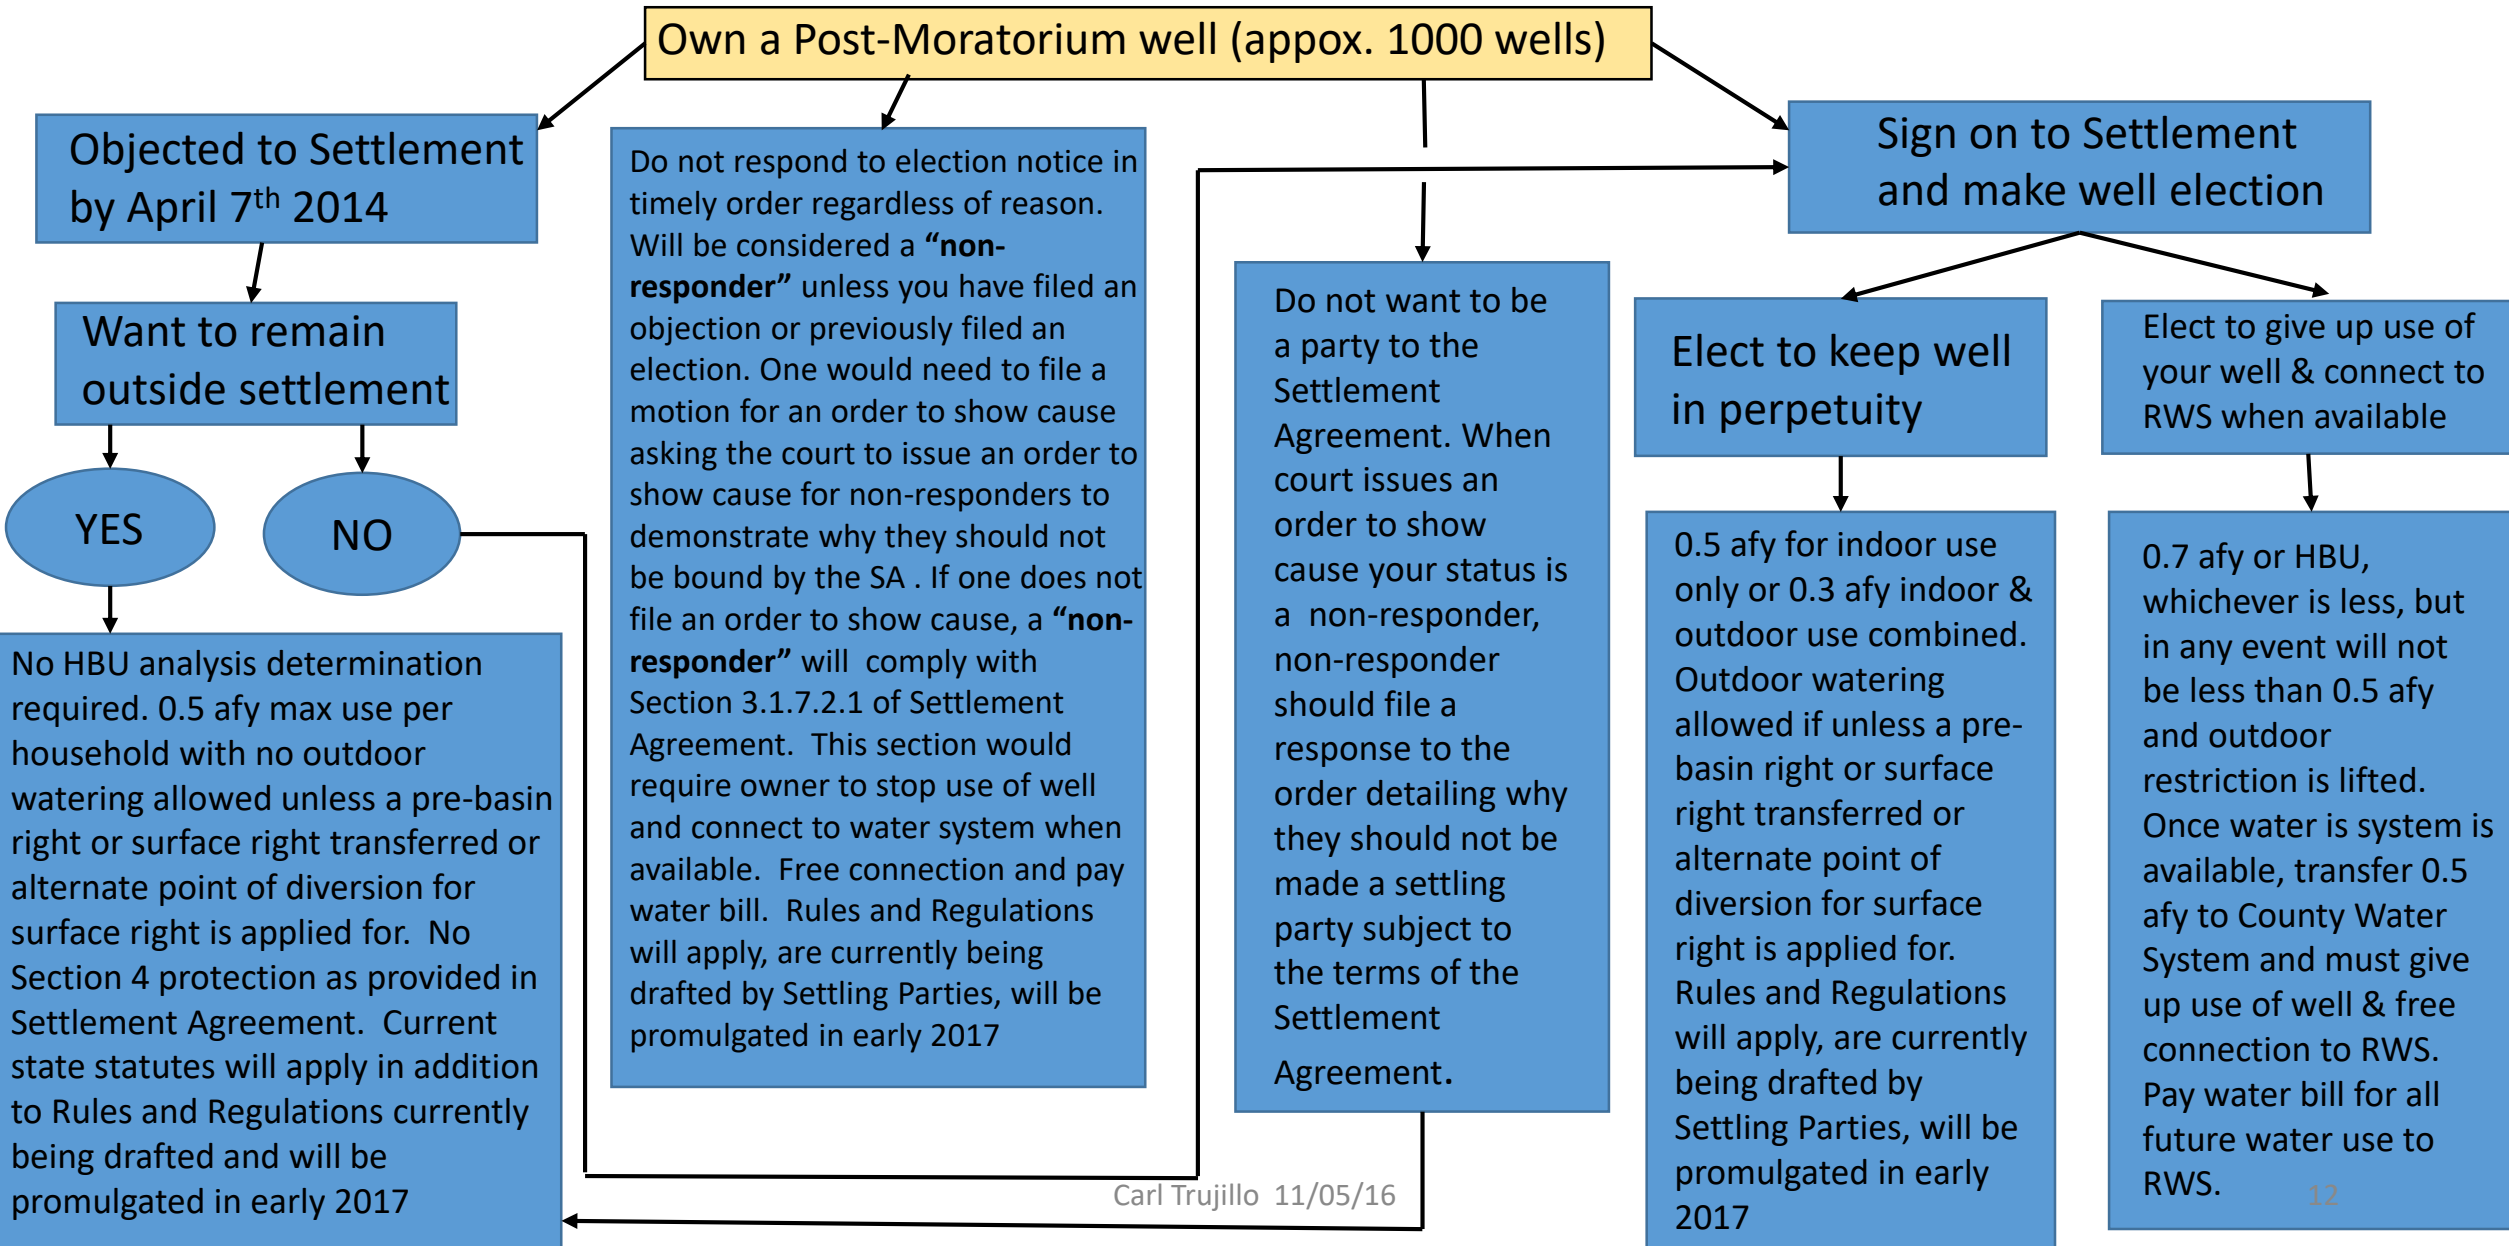 Own a Post-Moratorium well (appox. 1000 wells)
Objected to Settlement
by April 7th 2014
Want to remain
outside settlement
YES
NO
No HBU analysis determination
required. 0.5 afy max use per
household with no outdoor
watering allowed unless a pre-basin
right or surface right transferred or
alternate point of diversion for
surface right is applied for.  No
Section 4 protection as provided in
Settlement Agreement.  Current
state statutes will apply in addition
to Rules and Regulations currently
being drafted and will be
promulgated in early 2017
Do not respond to election notice in
timely order regardless of reason.
Will be considered a “non-
responder” unless you have filed an
objection or previously filed an
election. One would need to file a
motion for an order to show cause
asking the court to issue an order to
show cause for non-responders to
demonstrate why they should not
be bound by the SA . If one does not
file an order to show cause, a “non-
responder” will  comply with
Section 3.1.7.2.1 of Settlement
Agreement.  This section would
require owner to stop use of well
and connect to water system when
available.  Free connection and pay
water bill.  Rules and Regulations
will apply, are currently being
drafted by Settling Parties, will be
promulgated in early 2017
Do not want to be
a party to the
Settlement
Agreement. When
court issues an
order to show
cause your status is
a  non-responder,
non-responder
should file a
response to the
order detailing why
they should not be
made a settling
party subject to
the terms of the
Settlement
Agreement.
Sign on to Settlement
and make well election
Elect to keep well
in perpetuity
0.5 afy for indoor use
only or 0.3 afy indoor &
outdoor use combined.
Outdoor watering
allowed if unless a pre-
basin right or surface
right transferred or
alternate point of
diversion for surface
right is applied for.
Rules and Regulations
will apply, are currently
being drafted by
Settling Parties, will be
promulgated in early
2017
Elect to give up use of
your well & connect to
RWS when available
0.7 afy or HBU,
whichever is less, but
in any event will not
be less than 0.5 afy
and outdoor
restriction is lifted.
Once water is system is
available, transfer 0.5
afy to County Water
System and must give
up use of well & free
connection to RWS.
Pay water bill for all
future water use to
RWS.
Carl Trujillo  11/05/16
12